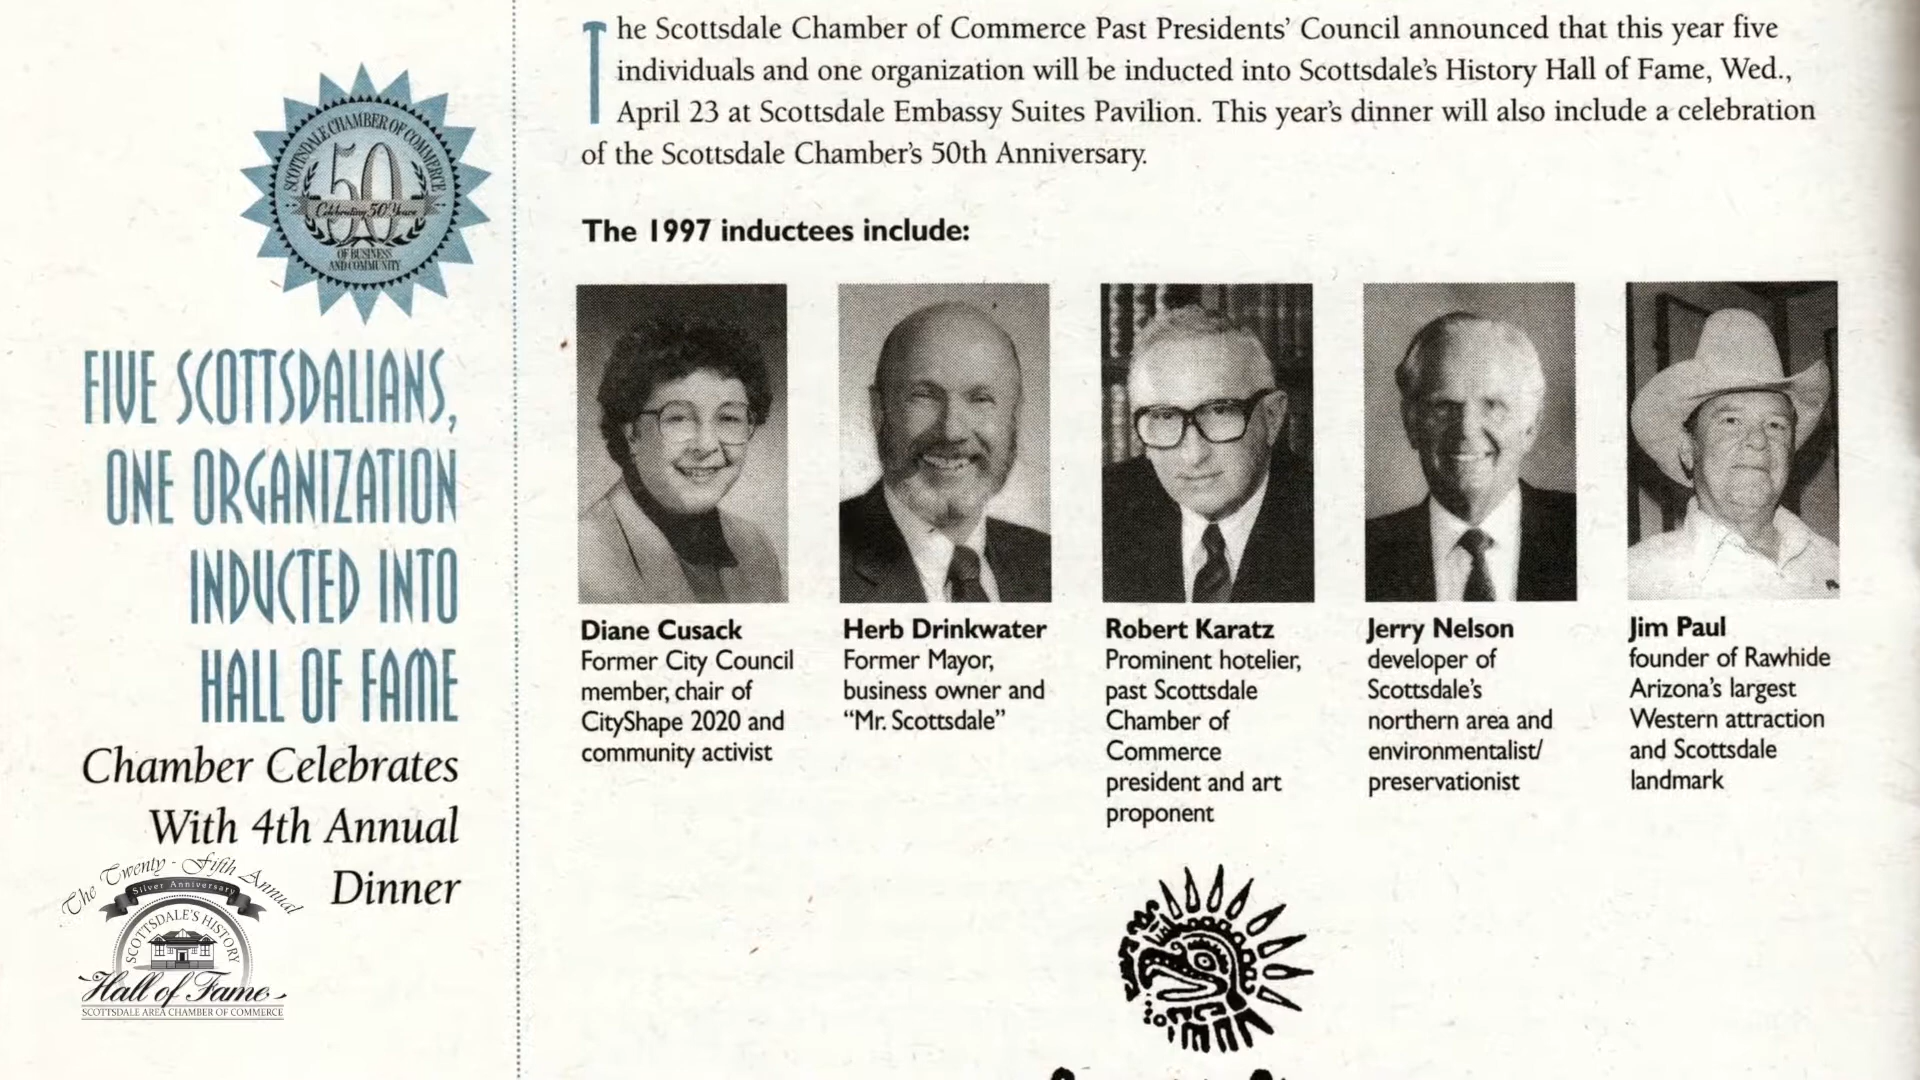 The Scottsdale Chamber of Commerce Past Presidents’ Council announced that this year five
individuals and one organization will be inducted into Scottsdale’s History Hall of Fame, Wed.,
April 23 at Scottsdale Embassy Suites Pavilion. This year’s dinner will also include a celebration
of the Scottsdale Chamber’s 50th Anniversary.
SCOTTSDALE CHAMBER OF COMMERCE
50
Celebrating 50 Years
OF BUSINESS
AND COMMUNITY
FIVE SCOTTSDALIANS,
ONE ORGANIZATION
INDUCTED INTO
HALL OF FAME
Chamber Celebrates
With 4th Annual
Dinner
The 1997 inductees include:
Diane Cusack
Former City Council
member, chair of
CityShape 2020 and
community activist
Herb Drinkwater
Former Mayor,
business owner and
“Mr. Scottsdale”
Robert Karatz
Prominent hotelier,
past Scottsdale
Chamber of
Commerce
president and art
proponent
Jerry Nelson
developer of
Scottsdale’s
northern area and
environmentalist/
preservationist
Jim Paul
founder of Rawhide
Arizona’s largest
Western attraction
and Scottsdale
landmark
The Twenty - Fifth Annual
Silver Anniversary
SCOTTSDALE'S HISTORY
Hall of Fame
SCOTTSDALE AREA CHAMBER OF COMMERCE